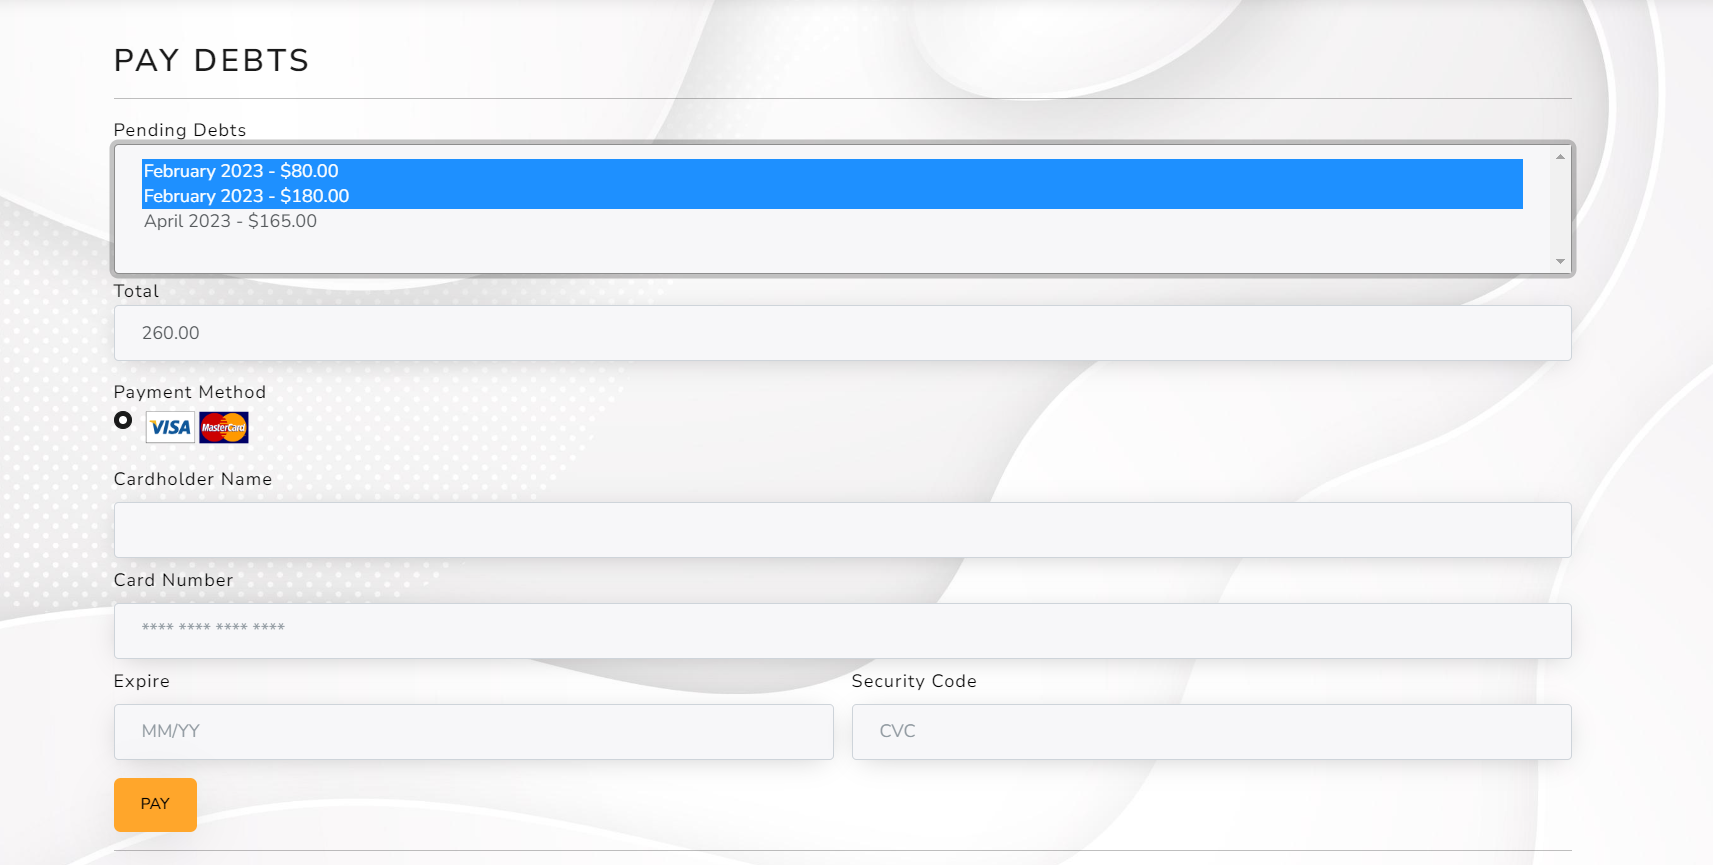 PAY DEBTS
Pending Debts
February 2023 - $80.00
February 2023 - $180.00
April 2023 - $165.00
Total
260.00
Payment Method
VISA MasterCard
Cardholder Name
Card Number
**** **** **** ****
Expire Security Code
MM/YY CVC
PAY